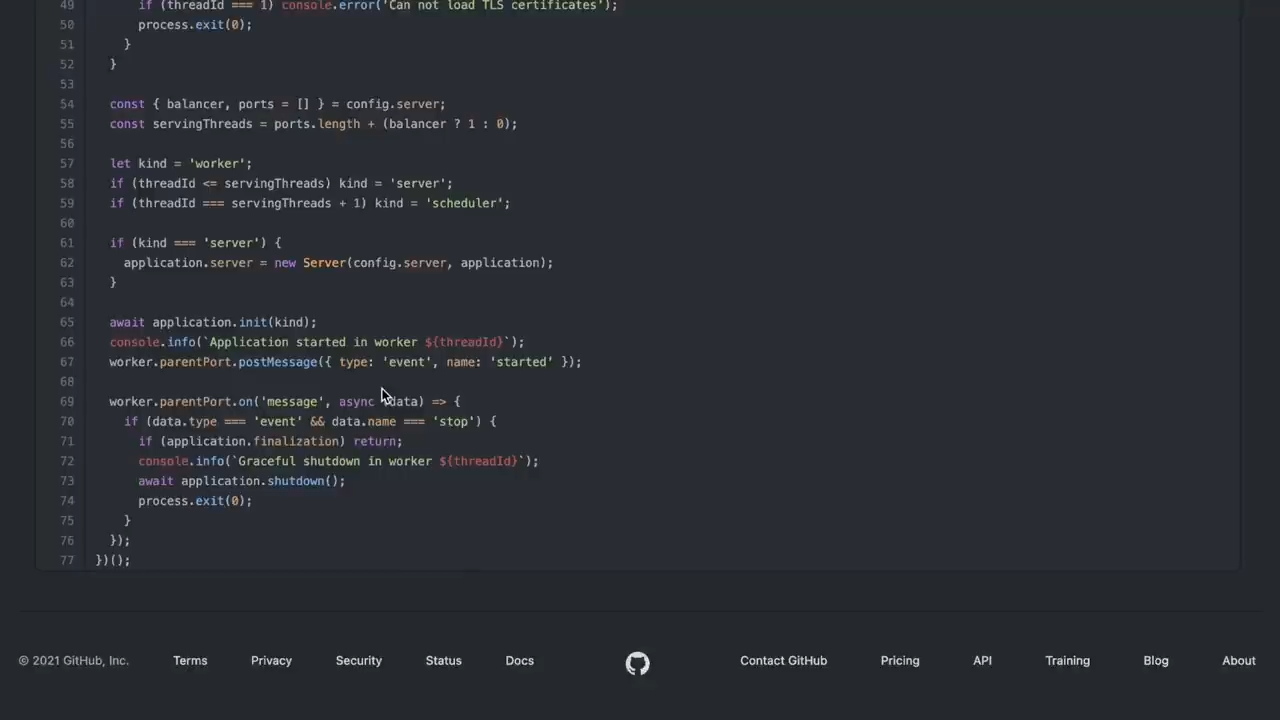 49 if (threadId === 1) console.error('Can not load TLS certificates');
50 process.exit(0);
51 }
52 }
53
54 const { balancer, ports = [] } = config.server;
55 const servingThreads = ports.length + (balancer ? 1 : 0);
56
57 let kind = 'worker';
58 if (threadId <= servingThreads) kind = 'server';
59 if (threadId === servingThreads + 1) kind = 'scheduler';
60
61 if (kind === 'server') {
62 application.server = new Server(config.server, application);
63 }
64
65 await application.init(kind);
66 console.info(`Application started in worker ${threadId}`);
67 worker.parentPort.postMessage({ type: 'event', name: 'started' });
68
69 worker.parentPort.on('message', async (data) => {
70 if (data.type === 'event' && data.name === 'stop') {
71 if (application.finalization) return;
72 console.info(`Graceful shutdown in worker ${threadId}`);
73 await application.shutdown();
74 process.exit(0);
75 }
76 });
77 })();
© 2021 GitHub, Inc. Terms Privacy Security Status Docs Contact GitHub Pricing API Training Blog About